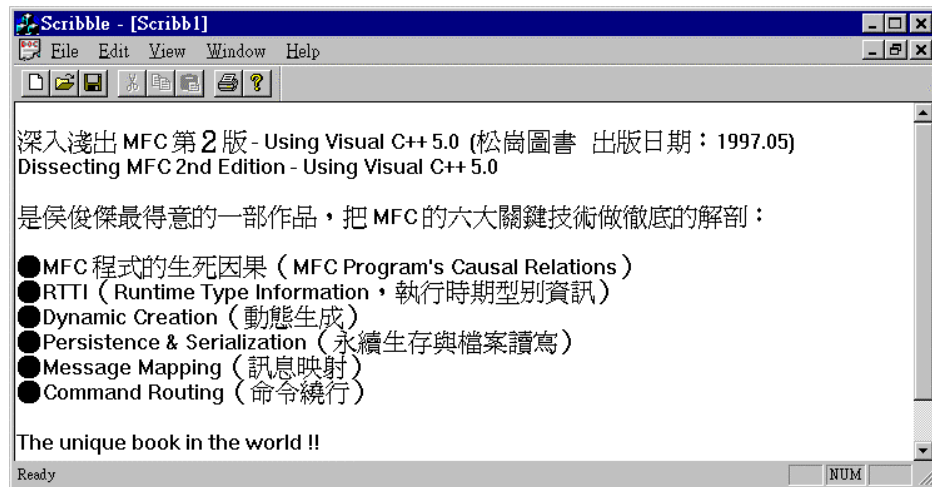 Scribble - [Scribb1]
File Edit View Window Help
深入淺出 MFC 第 2 版 - Using Visual C++ 5.0 (松崗圖書 出版日期：1997.05)
Dissecting MFC 2nd Edition - Using Visual C++ 5.0
是侯俊傑最得意的一部作品，把 MFC 的六大關鍵技術做徹底的解剖：
●MFC 程式的生死因果（MFC Program's Causal Relations）
●RTTI（Runtime Type Information，執行時期型別資訊）
●Dynamic Creation（動態生成）
●Persistence & Serialization（永續生存與檔案讀寫）
●Message Mapping（訊息映射）
●Command Routing（命令繞行）
The unique book in the world !!
Ready NUM